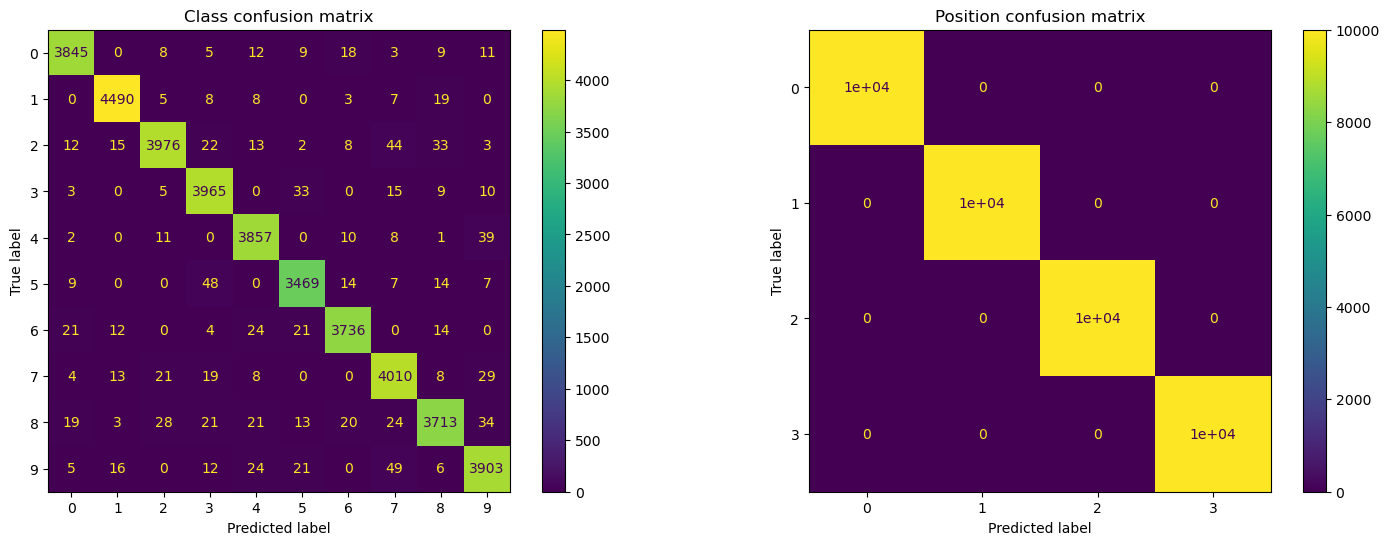 Class confusion matrix
0 3845 0 8 5 12 9 18 3 9 11
1 0 4490 5 8 8 0 3 7 19 0
2 12 15 3976 22 13 2 8 44 33 3
3 3 0 5 3965 0 33 0 15 9 10
4 2 0 11 0 3857 0 10 8 1 39
5 9 0 0 48 0 3469 14 7 14 7
6 21 12 0 4 24 21 3736 0 14 0
7 4 13 21 19 8 0 0 4010 8 29
8 19 3 28 21 21 13 20 24 3713 34
9 5 16 0 12 24 21 0 49 6 3903
0 1 2 3 4 5 6 7 8 9
Predicted label
True label
4000
3500
3000
2500
2000
1500
1000
500
0
Position confusion matrix
0 1e+04 0 0 0
1 0 1e+04 0 0
2 0 0 1e+04 0
3 0 0 0 1e+04
0 1 2 3
Predicted label
True label
10000
8000
6000
4000
2000
0